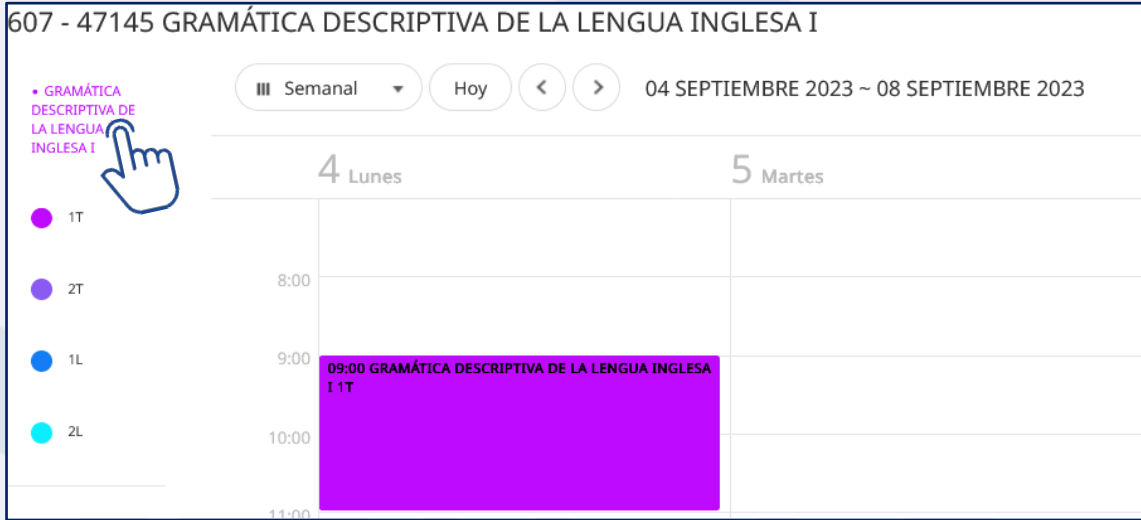 607 - 47145 GRAMÁTICA DESCRIPTIVA DE LA LENGUA INGLESA I
• GRAMÁTICA
DESCRIPTIVA DE
LA LENGUA
INGLESA I
Semanal
Hoy
04 SEPTIEMBRE 2023 ~ 08 SEPTIEMBRE 2023
4 Lunes
5 Martes
1T
2T
1L
2L
8:00
9:00
09:00 GRAMÁTICA DESCRIPTIVA DE LA LENGUA INGLESA
I 1T
10:00
11:00